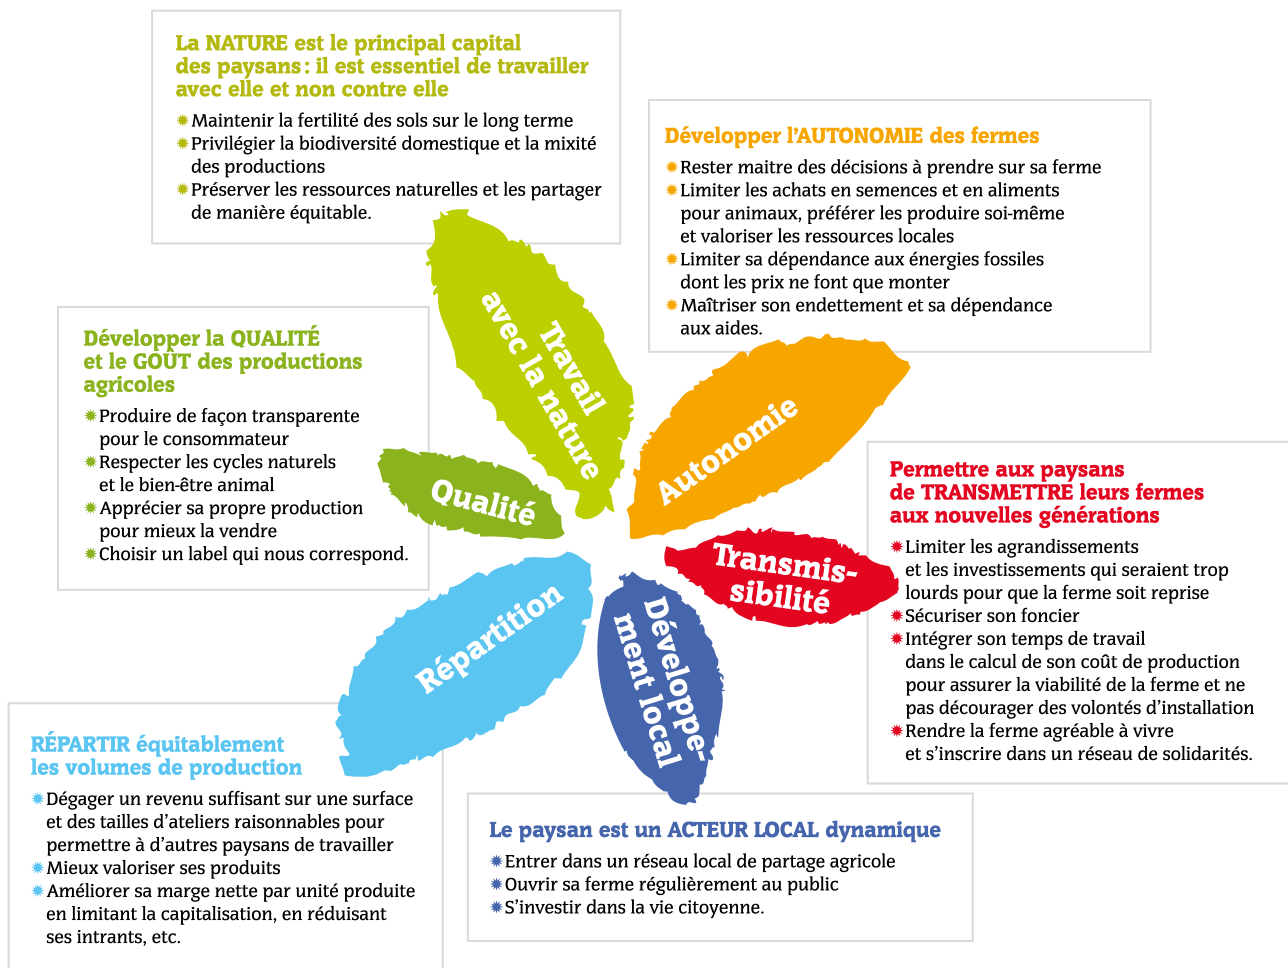 La NATURE est le principal capital
des paysans : il est essentiel de travailler
avec elle et non contre elle
Maintenir la fertilité des sols sur le long terme
Privilégier la biodiversité domestique et la mixité
des productions
Préserver les ressources naturelles et les partager
de manière équitable.
Développer l'AUTONOMIE des fermes
Rester maitre des décisions à prendre sur sa ferme
Limiter les achats en semences et en aliments
pour animaux, préférer les produire soi-même
et valoriser les ressources locales
Limiter sa dépendance aux énergies fossiles
dont les prix ne font que monter
Maîtriser son endettement et sa dépendance
aux aides.
Développer la QUALITÉ
et le GOÛT des productions
agricoles
Produire de façon transparente
pour le consommateur
Respecter les cycles naturels
et le bien-être animal
Apprécier sa propre production
pour mieux la vendre
Choisir un label qui nous correspond.
Travail
avec la nature
Autonomie
Qualité
Transmis-
sibilité
Répartition
Développe-
ment local
Permettre aux paysans
de TRANSMETTRE leurs fermes
aux nouvelles générations
Limiter les agrandissements
et les investissements qui seraient trop
lourds pour que la ferme soit reprise
Sécuriser son foncier
Intégrer son temps de travail
dans le calcul de son coût de production
pour assurer la viabilité de la ferme et ne
pas décourager des volontés d'installation
Rendre la ferme agréable à vivre
et s'inscrire dans un réseau de solidarités.
RÉPARTIR équitablement
les volumes de production
Dégager un revenu suffisant sur une surface
et des tailles d'ateliers raisonnables pour
permettre à d'autres paysans de travailler
Mieux valoriser ses produits
Améliorer sa marge nette par unité produite
en limitant la capitalisation, en réduisant
ses intrants, etc.
Le paysan est un ACTEUR LOCAL dynamique
Entrer dans un réseau local de partage agricole
Ouvrir sa ferme régulièrement au public
S'investir dans la vie citoyenne.